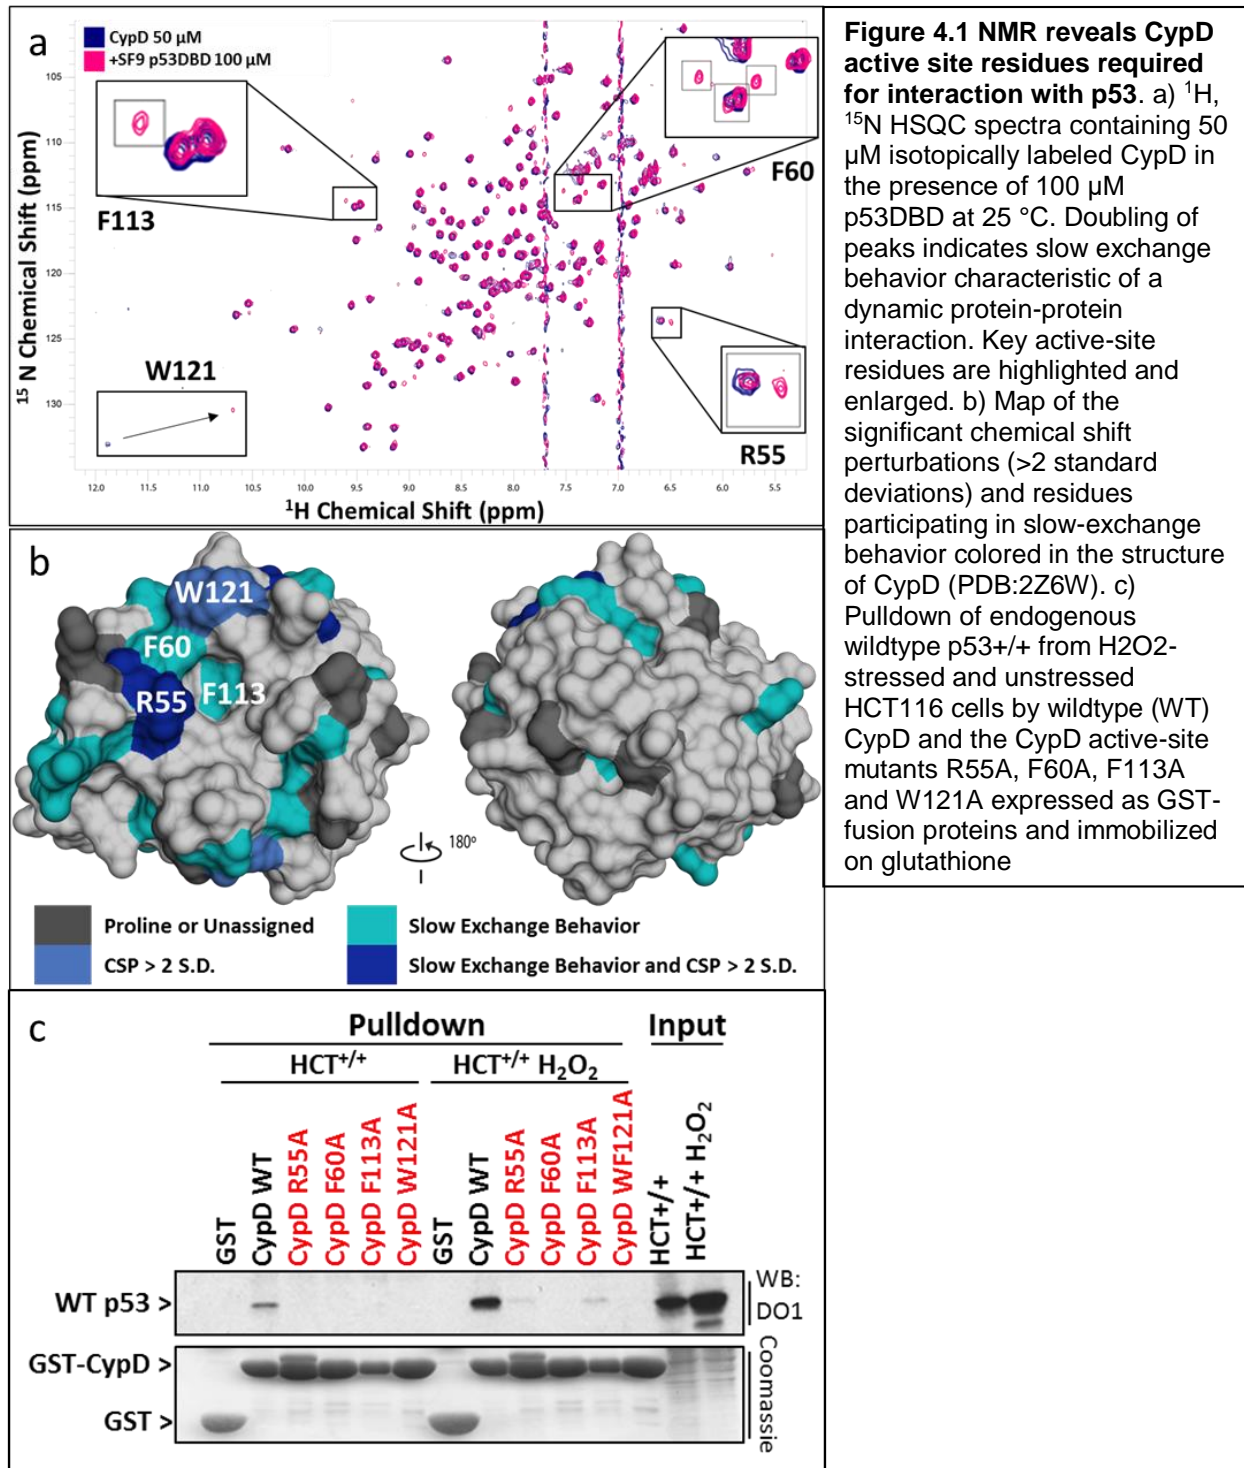 a
CypD 50 µM
+SF9 p53DBD 100 µM
F113
F60
W121
R55
105
110
115
120
125
130
15 N Chemical Shift (ppm)
12.0 11.5 11.0 10.5 10.0 9.5 9.0 8.5 8.0 7.5 7.0 6.5 6.0 5.5
1H Chemical Shift (ppm)
b
W121
F60
R55
F113
180º
Proline or Unassigned
Slow Exchange Behavior
CSP > 2 S.D.
Slow Exchange Behavior and CSP > 2 S.D.
c
Pulldown
Input
HCT+/+
HCT+/+ H2O2
GST
CypD WT
CypD R55A
CypD F60A
CypD F113A
CypD W121A
GST
CypD WT
CypD R55A
CypD F60A
CypD F113A
CypD WF121A
HCT+/+
HCT+/+ H2O2
WT p53 >
WB:
DO1
GST-CypD >
GST >
Coomassie
Figure 4.1 NMR reveals CypD
active site residues required
for interaction with p53. a) 1H,
15N HSQC spectra containing 50
µM isotopically labeled CypD in
the presence of 100 µM
p53DBD at 25 °C. Doubling of
peaks indicates slow exchange
behavior characteristic of a
dynamic protein-protein
interaction. Key active-site
residues are highlighted and
enlarged. b) Map of the
significant chemical shift
perturbations (>2 standard
deviations) and residues
participating in slow-exchange
behavior colored in the structure
of CypD (PDB:2Z6W). c)
Pulldown of endogenous
wildtype p53+/+ from H2O2-
stressed and unstressed
HCT116 cells by wildtype (WT)
CypD and the CypD active-site
mutants R55A, F60A, F113A
and W121A expressed as GST-
fusion proteins and immobilized
on glutathione